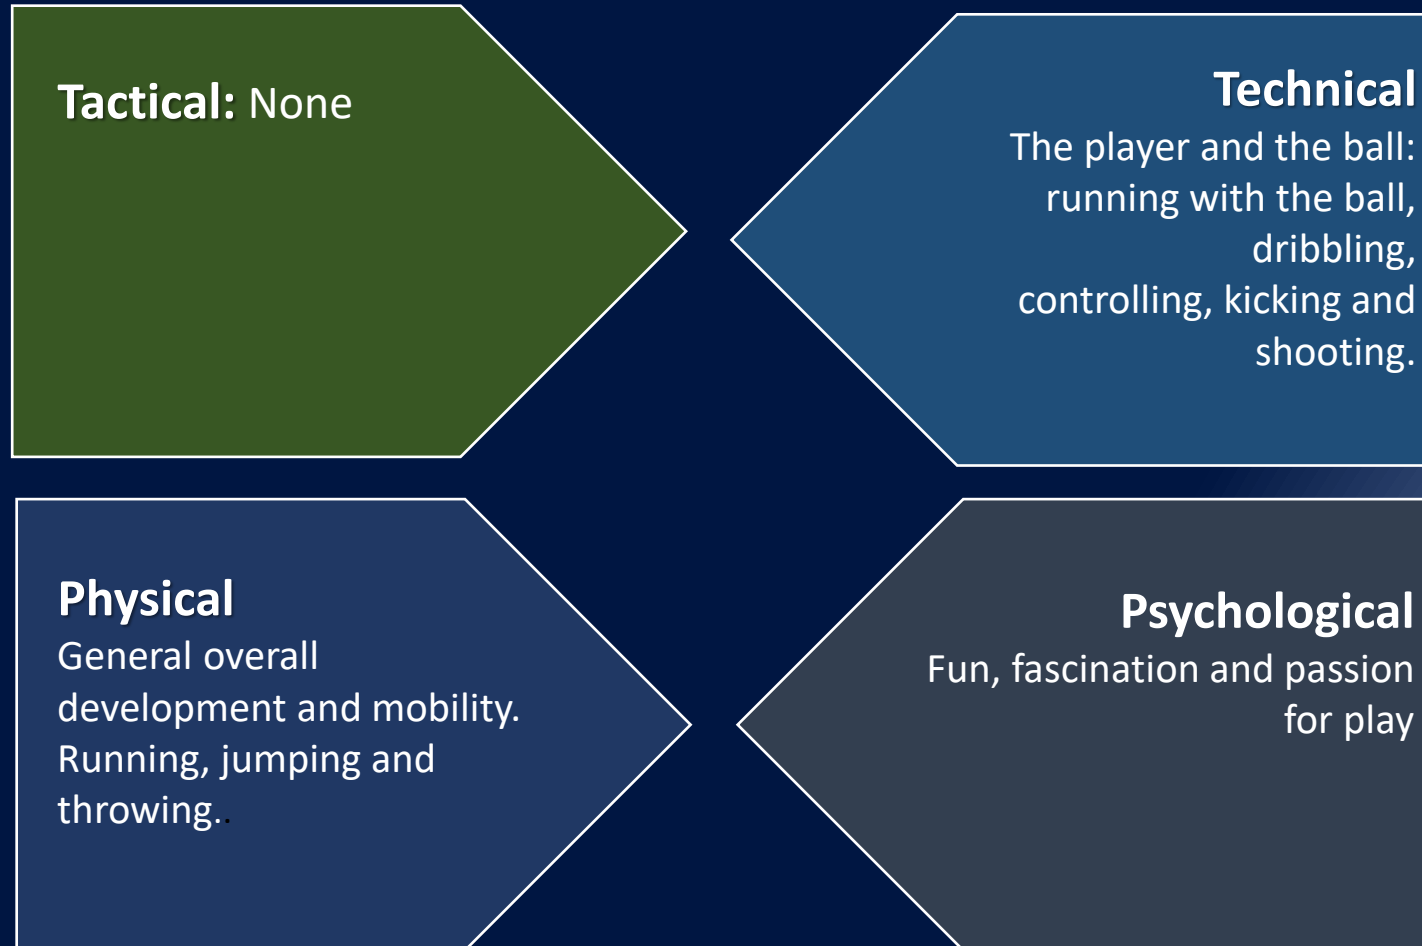 Tactical: None
Technical
The player and the ball:
running with the ball,
dribbling,
controlling, kicking and
shooting.
Physical
General overall
development and mobility.
Running, jumping and
throwing..
Psychological
Fun, fascination and passion
for play